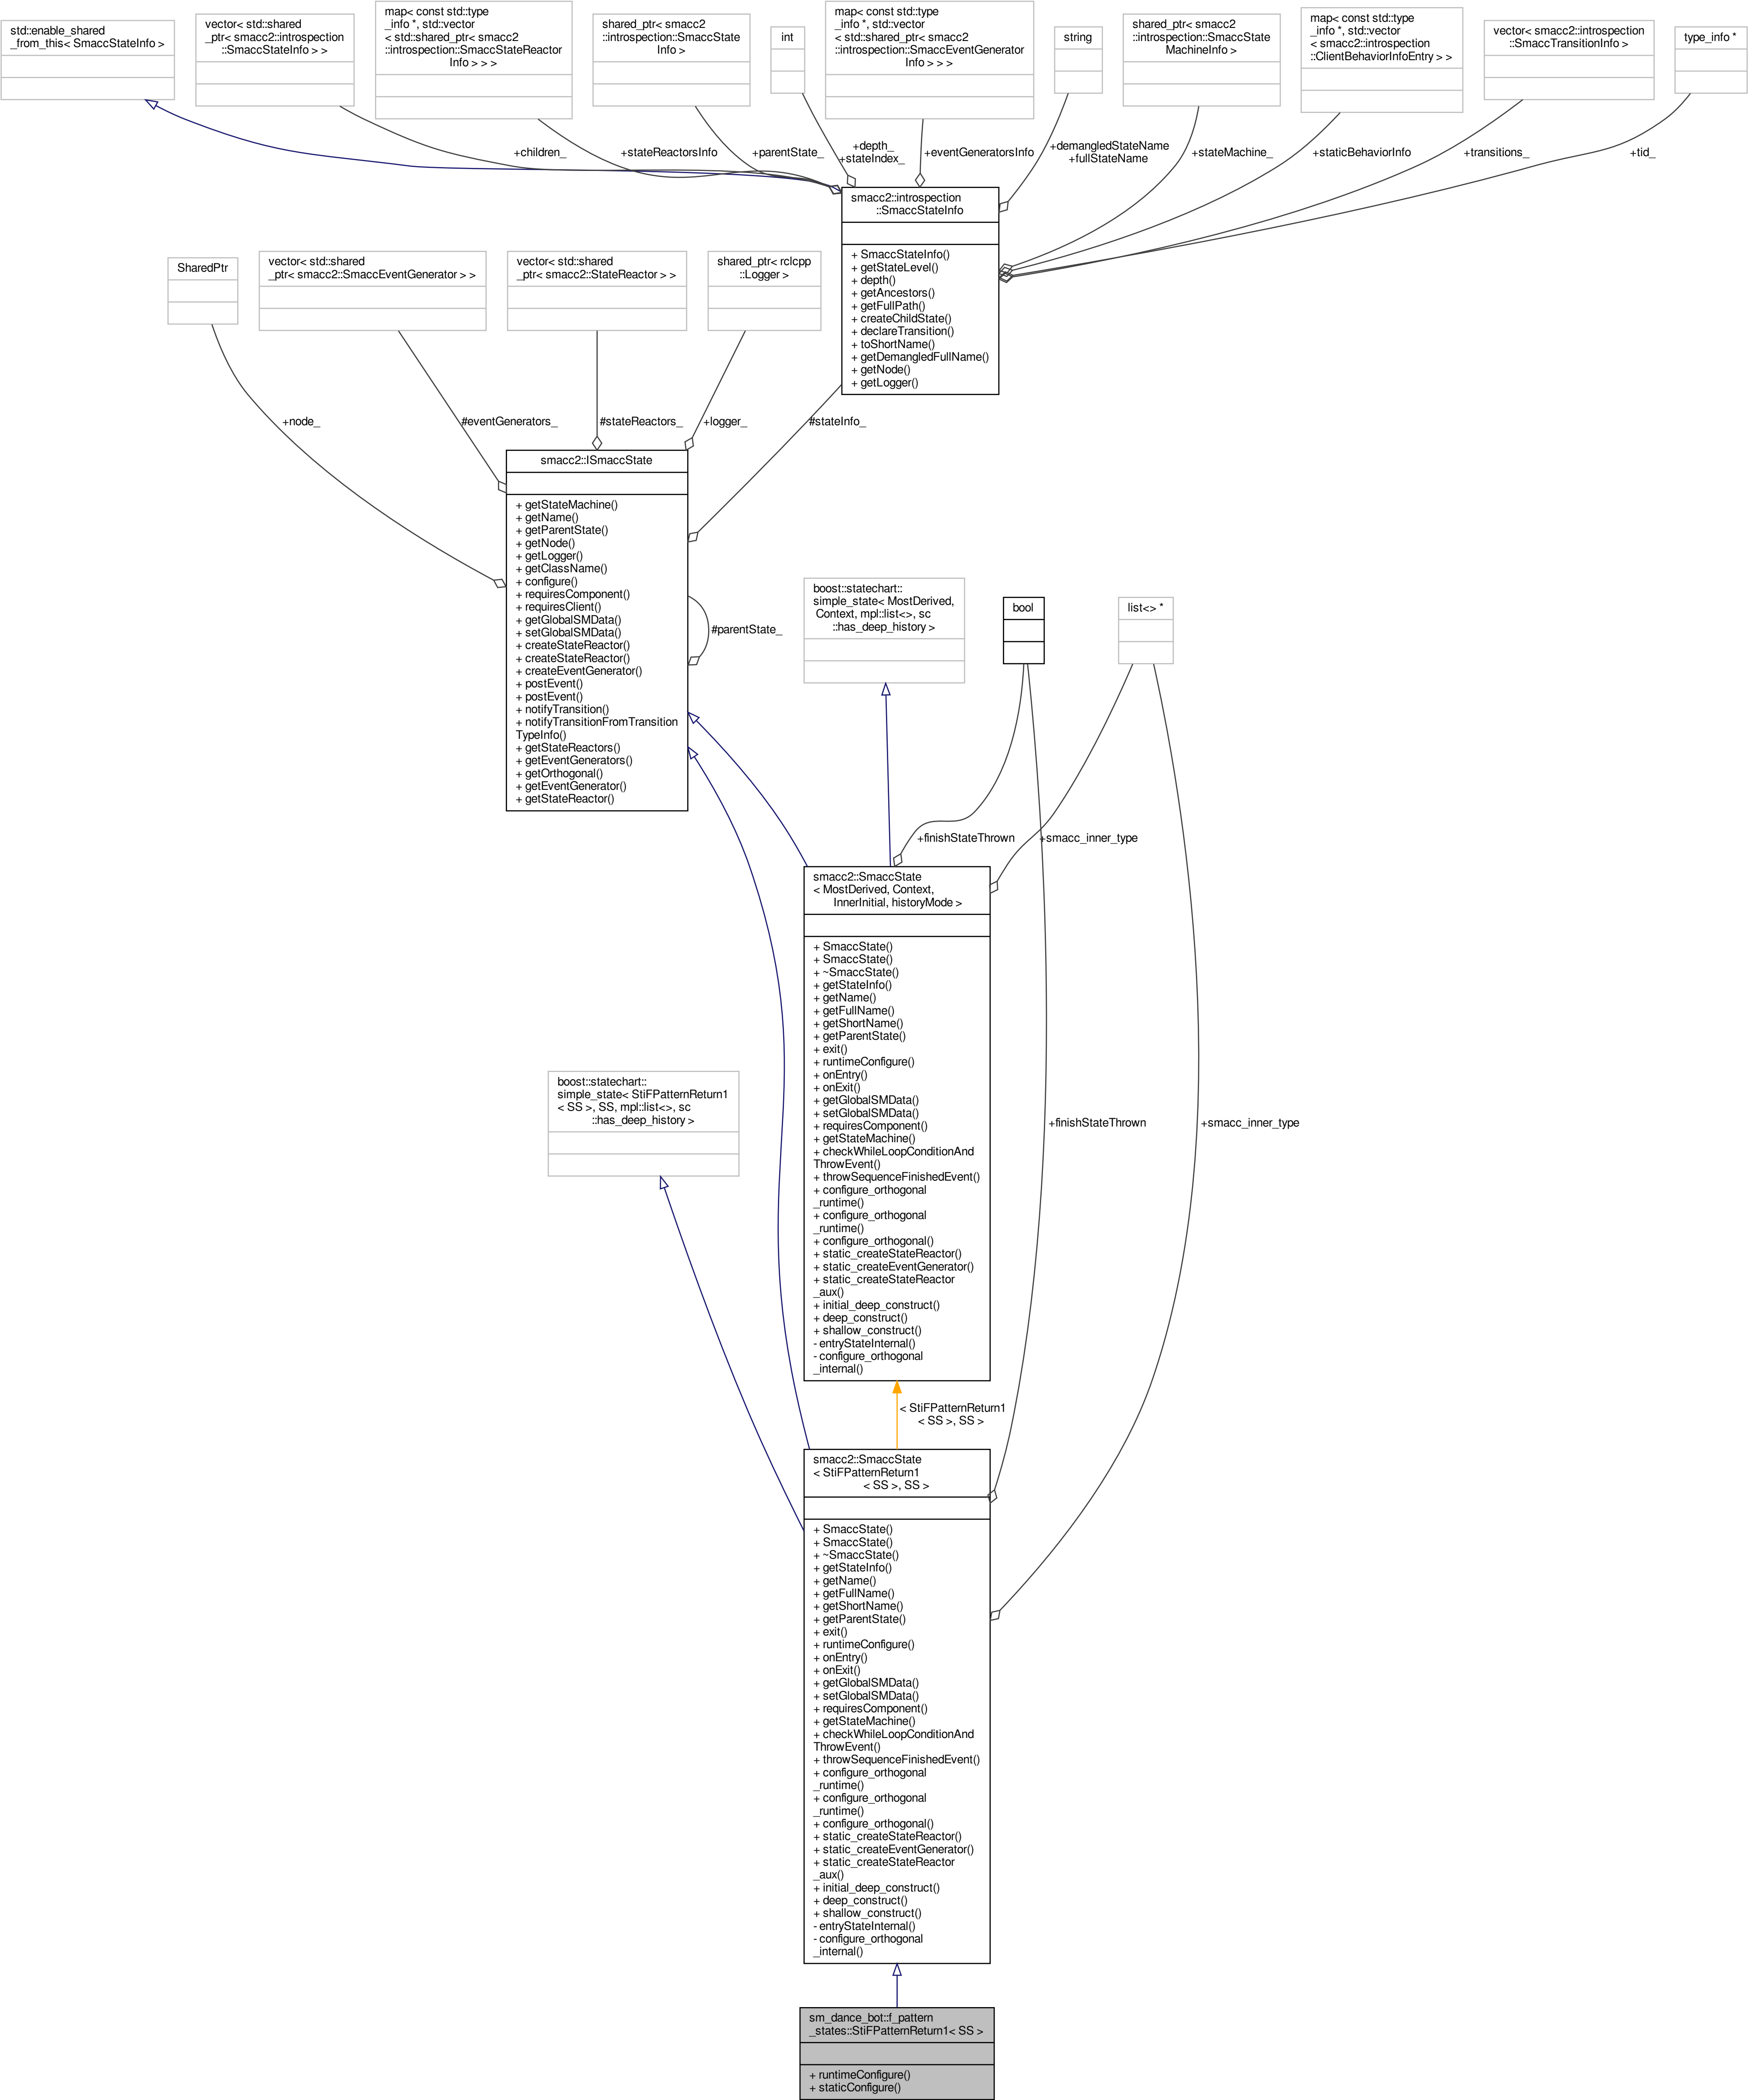 std::enable_shared
_from_this< SmaccStateInfo >
vector< std::shared
_ptr< smacc2::introspection
::SmaccStateInfo > >
map< const std::type
_info *, std::vector
< std::shared_ptr< smacc2
::introspection::SmaccStateReactor
Info > > >
shared_ptr< smacc2
::introspection::SmaccState
Info >
int
map< const std::type
_info *, std::vector
< std::shared_ptr< smacc2
::introspection::SmaccEventGenerator
Info > > >
string
shared_ptr< smacc2
::introspection::SmaccState
MachineInfo >
map< const std::type
_info *, std::vector
< smacc2::introspection
::ClientBehaviorInfoEntry > >
vector< smacc2::introspection
::SmaccTransitionInfo >
type_info *
+children_
+stateReactorsInfo
+parentState_
+depth_
+stateIndex_
+eventGeneratorsInfo
+demangledStateName
+fullStateName
+stateMachine_
+staticBehaviorInfo
+transitions_
+tid_
smacc2::introspection
::SmaccStateInfo
+ SmaccStateInfo()
+ getStateLevel()
+ depth()
+ getAncestors()
+ getFullPath()
+ createChildState()
+ declareTransition()
+ toShortName()
+ getDemangledFullName()
+ getNode()
+ getLogger()
SharedPtr
vector< std::shared
_ptr< smacc2::SmaccEventGenerator > >
vector< std::shared
_ptr< smacc2::StateReactor > >
shared_ptr< rclcpp
::Logger >
+node_
#eventGenerators_
#stateReactors_
+logger_
#stateInfo_
smacc2::ISmaccState
+ getStateMachine()
+ getName()
+ getParentState()
+ getNode()
+ getLogger()
+ getClassName()
+ configure()
+ requiresComponent()
+ requiresClient()
+ getGlobalSMData()
+ setGlobalSMData()
+ createStateReactor()
+ createStateReactor()
+ createEventGenerator()
+ postEvent()
+ postEvent()
+ notifyTransition()
+ notifyTransitionFromTransition
TypeInfo()
+ getStateReactors()
+ getEventGenerators()
+ getOrthogonal()
+ getEventGenerator()
+ getStateReactor()
#parentState_
boost::statechart::
simple_state< MostDerived,
Context, mpl::list<>, sc
::has_deep_history >
bool
list<> *
+finishStateThrown
+smacc_inner_type
smacc2::SmaccState
< MostDerived, Context,
InnerInitial, historyMode >
+ SmaccState()
+ SmaccState()
+ ~SmaccState()
+ getStateInfo()
+ getName()
+ getFullName()
+ getShortName()
+ getParentState()
+ exit()
+ runtimeConfigure()
+ onEntry()
+ onExit()
+ getGlobalSMData()
+ setGlobalSMData()
+ requiresComponent()
+ getStateMachine()
+ checkWhileLoopConditionAnd
ThrowEvent()
+ throwSequenceFinishedEvent()
+ configure_orthogonal
_runtime()
+ configure_orthogonal
_runtime()
+ configure_orthogonal()
+ static_createStateReactor()
+ static_createEventGenerator()
+ static_createStateReactor
_aux()
+ initial_deep_construct()
+ deep_construct()
+ shallow_construct()
- entryStateInternal()
- configure_orthogonal
_internal()
boost::statechart::
simple_state< StiFPatternReturn1
< SS >, SS, mpl::list<>, sc
::has_deep_history >
+finishStateThrown
+smacc_inner_type
< StiFPatternReturn1
< SS >, SS >
smacc2::SmaccState
< StiFPatternReturn1
< SS >, SS >
+ SmaccState()
+ SmaccState()
+ ~SmaccState()
+ getStateInfo()
+ getName()
+ getFullName()
+ getShortName()
+ getParentState()
+ exit()
+ runtimeConfigure()
+ onEntry()
+ onExit()
+ getGlobalSMData()
+ setGlobalSMData()
+ requiresComponent()
+ getStateMachine()
+ checkWhileLoopConditionAnd
ThrowEvent()
+ throwSequenceFinishedEvent()
+ configure_orthogonal
_runtime()
+ configure_orthogonal
_runtime()
+ configure_orthogonal()
+ static_createStateReactor()
+ static_createEventGenerator()
+ static_createStateReactor
_aux()
+ initial_deep_construct()
+ deep_construct()
+ shallow_construct()
- entryStateInternal()
- configure_orthogonal
_internal()
sm_dance_bot::f_pattern
_states::StiFPatternReturn1< SS >
+ runtimeConfigure()
+ staticConfigure()